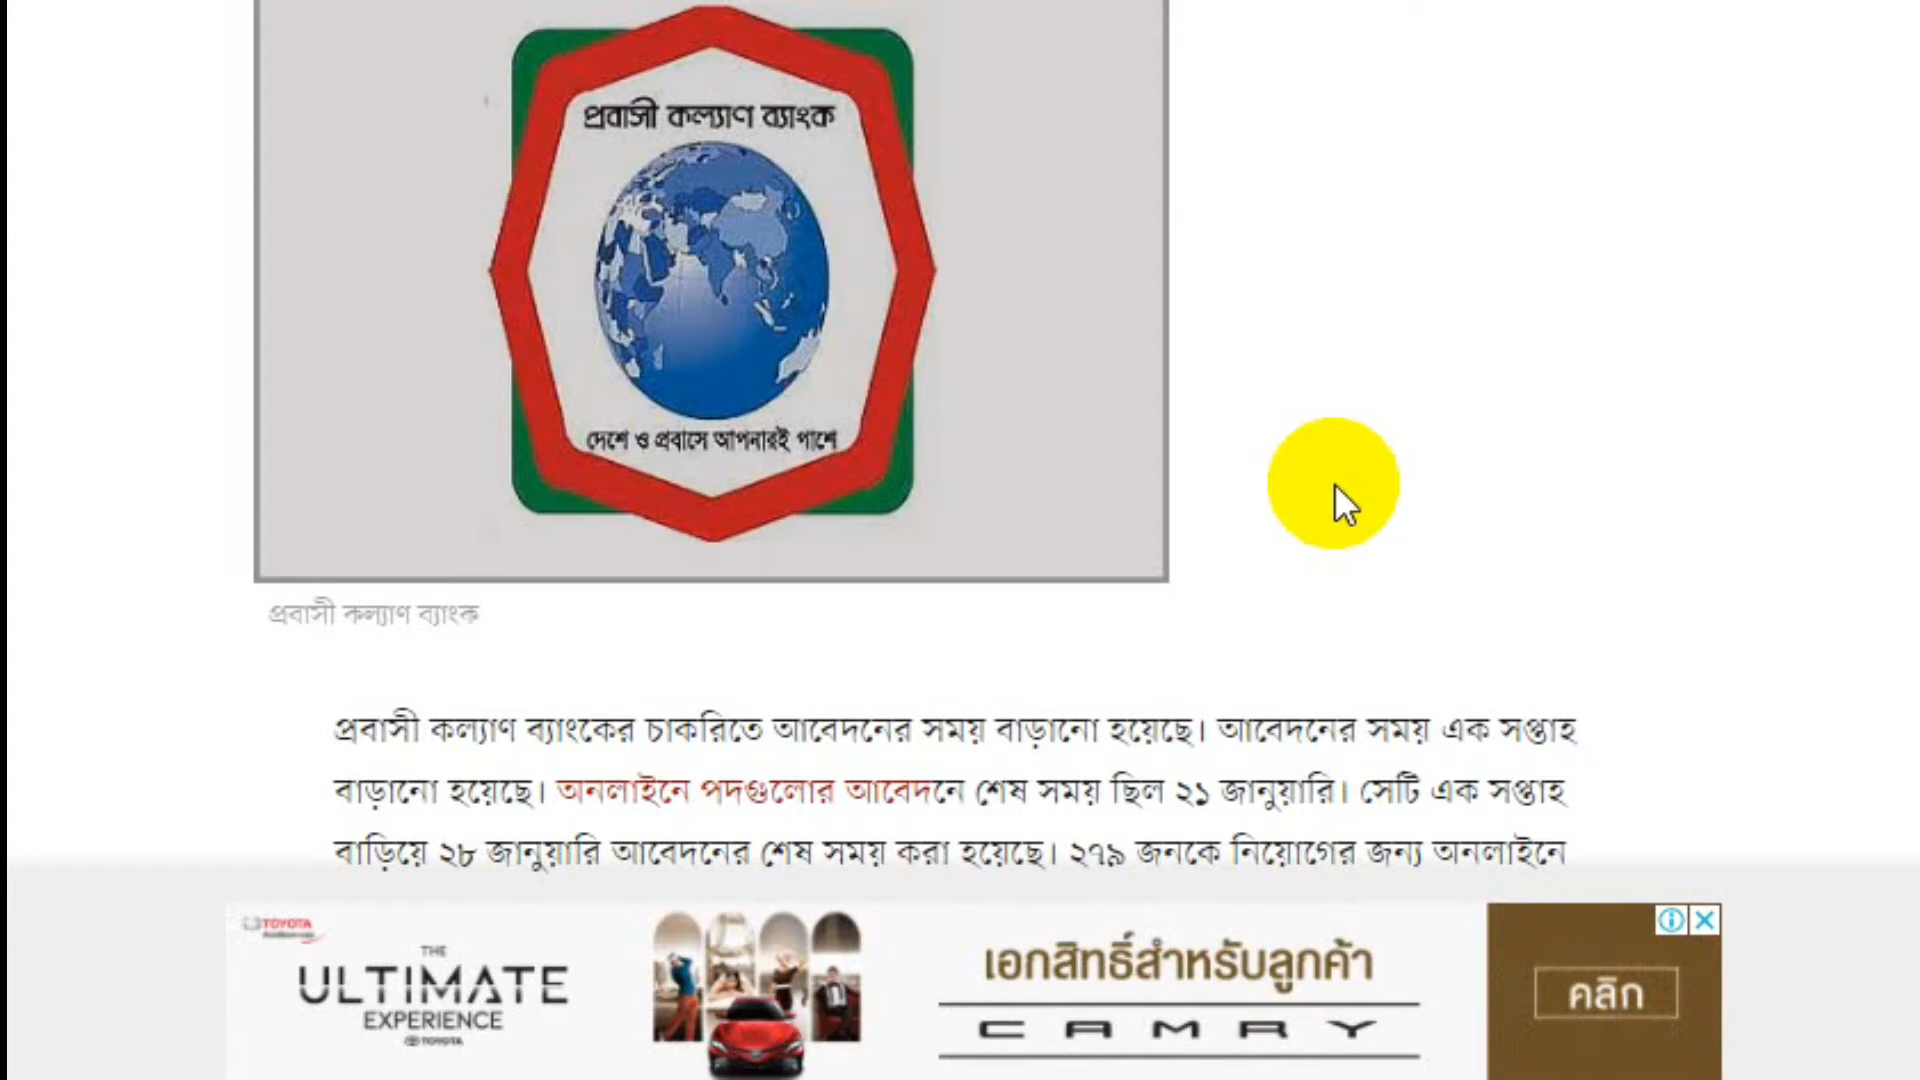 প্রবাসী কল্যাণ ব্যাংক
দেশে ও প্রবাসে আপনারই পাশে
প্রবাসী কল্যাণ ব্যাংক
প্রবাসী কল্যাণ ব্যাংকের চাকরিতে আবেদনের সময় বাড়ানো হয়েছে। আবেদনের সময় এক সপ্তাহ
বাড়ানো হয়েছে। অনলাইনে পদগুলোর আবেদনে শেষ সময় ছিল ২১ জানুয়ারি। সেটি এক সপ্তাহ
বাড়িয়ে ২৮ জানুয়ারি আবেদনের শেষ সময় করা হয়েছে। ২৭৯ জনকে নিয়োগের জন্য অনলাইনে
TOYOTA
THE
ULTIMATE
EXPERIENCE
TOYOTA
เอกสิทธิ์สำหรับลูกค้า
CAMRY
คลิก